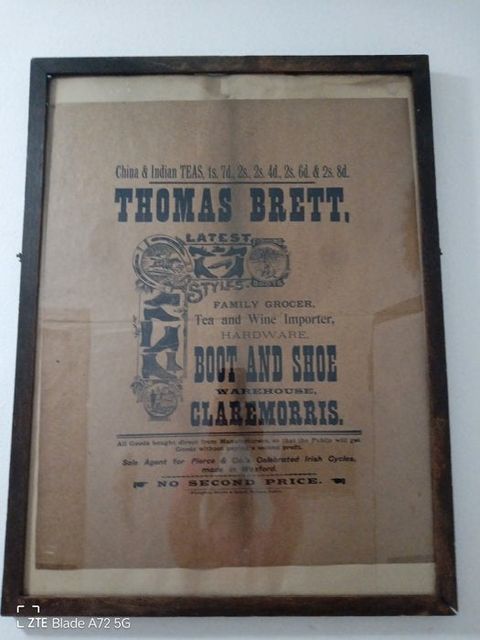 China & Indian TEAS, 1s. 7d., 2s. 2s. 4d., 2s. 6d. & 2s. 8d.
THOMAS BRETT,
LATEST
STYLES.
BOOTS
FAMILY GROCER,
Tea and Wine Importer,
HARDWARE,
BOOT AND SHOE
WAREHOUSE,
CLAREMORRIS.
All Goods bought direct from Manufacturers, so that the Public will get
Goods without paying a second profit.
Sole Agent for Pierce & Co.'s Celebrated Irish Cycles,
made in Wexford.
NO SECOND PRICE.
ZTE Blade A72 5G